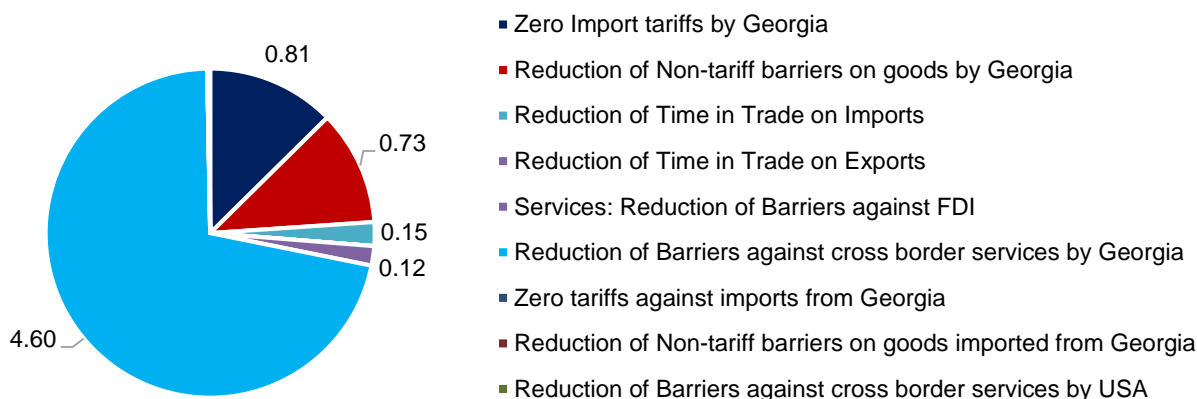 0.81
0.73
0.15
0.12
4.60
Zero Import tariffs by Georgia
Reduction of Non-tariff barriers on goods by Georgia
Reduction of Time in Trade on Imports
Reduction of Time in Trade on Exports
Services: Reduction of Barriers against FDI
Reduction of Barriers against cross border services by Georgia
Zero tariffs against imports from Georgia
Reduction of Non-tariff barriers on goods imported from Georgia
Reduction of Barriers against cross border services by USA